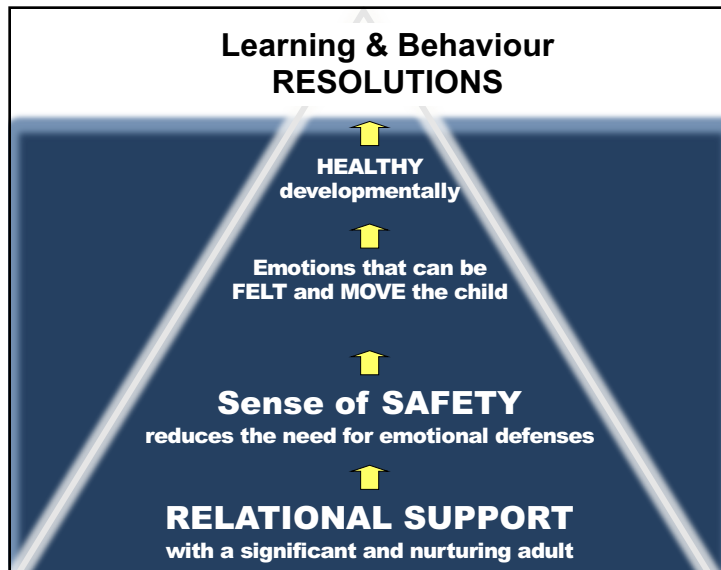 Learning & Behaviour
RESOLUTIONS
HEALTHY
developmentally
Emotions that can be
FELT and MOVE the child
Sense of SAFETY
reduces the need for emotional defenses
RELATIONAL SUPPORT
with a significant and nurturing adult